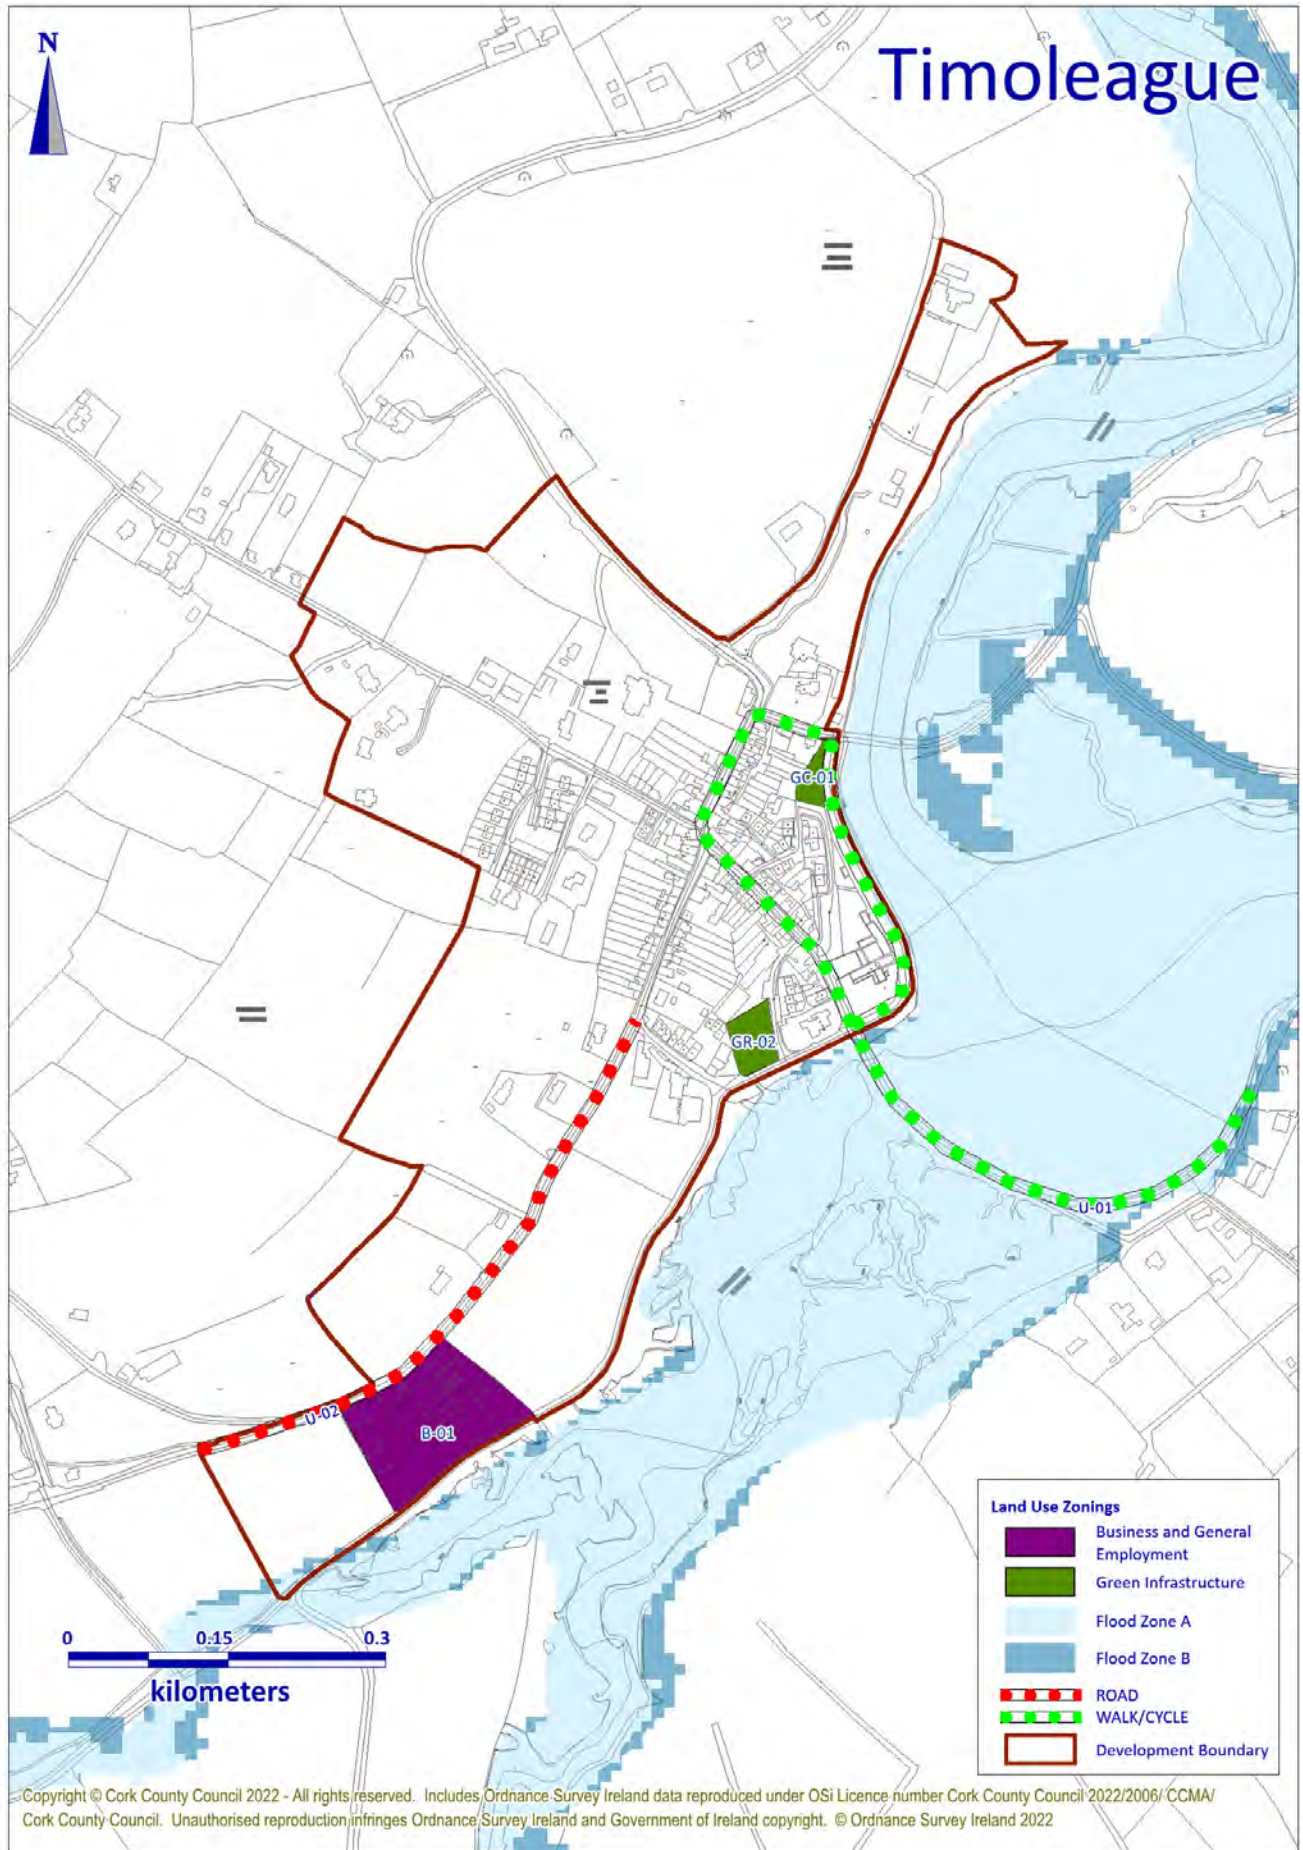 N
Timoleague
GC-01
GR-02
U-01
U-02
B-01
Land Use Zonings
Business and General
Employment
Green Infrastructure
Flood Zone A
Flood Zone B
ROAD
WALK/CYCLE
Development Boundary
0 0.15 0.3
kilometers
Copyright © Cork County Council 2022 - All rights reserved. Includes Ordnance Survey Ireland data reproduced under OSi Licence number Cork County Council 2022/2006/ CCMA/
Cork County Council. Unauthorised reproduction infringes Ordnance Survey Ireland and Government of Ireland copyright. © Ordnance Survey Ireland 2022